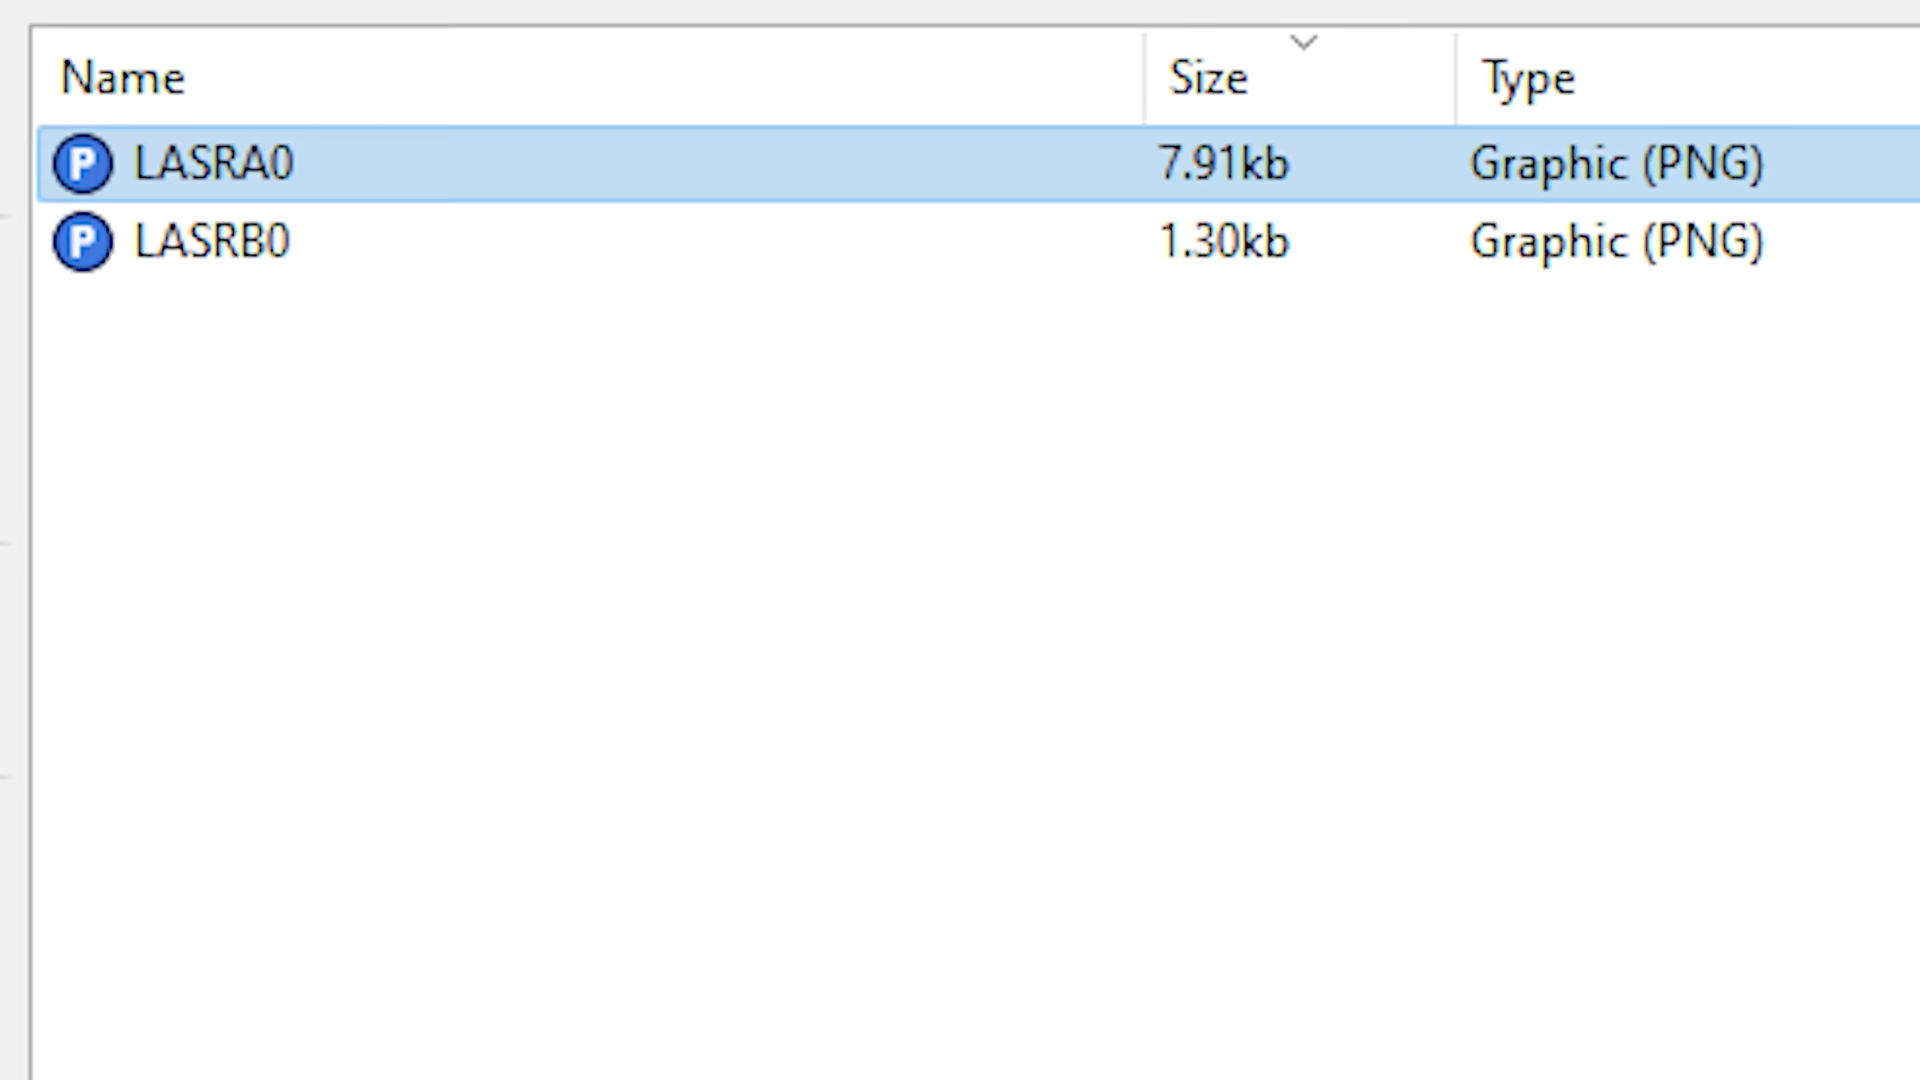 Name Size Type
P LASRA0 7.91kb Graphic (PNG)
P LASRB0 1.30kb Graphic (PNG)